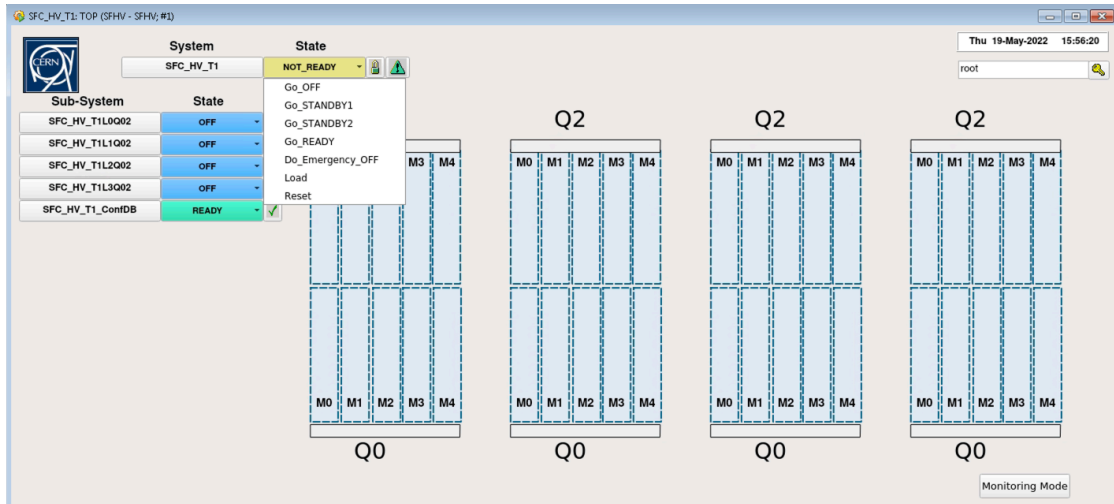 SFC_HV_T1: TOP (SFHV - SFHV; #1)
Thu 19-May-2022 15:56:20
CERN
System State
SFC_HV_T1 NOT_READY
root
Go_OFF
Go_STANDBY1
Go_STANDBY2
Go_READY
Do_Emergency_OFF
Load
Reset
Sub-System State
SFC_HV_T1L0Q02 OFF
SFC_HV_T1L1Q02 OFF
SFC_HV_T1L2Q02 OFF
SFC_HV_T1L3Q02 OFF
SFC_HV_T1_ConfDB READY
Q2 Q2 Q2
M3 M4 M0 M1 M2 M3 M4 M0 M1 M2 M3 M4 M0 M1 M2 M3 M4
M0 M1 M2 M3 M4 M0 M1 M2 M3 M4 M0 M1 M2 M3 M4 M0 M1 M2 M3 M4
Q0 Q0 Q0 Q0
Monitoring Mode